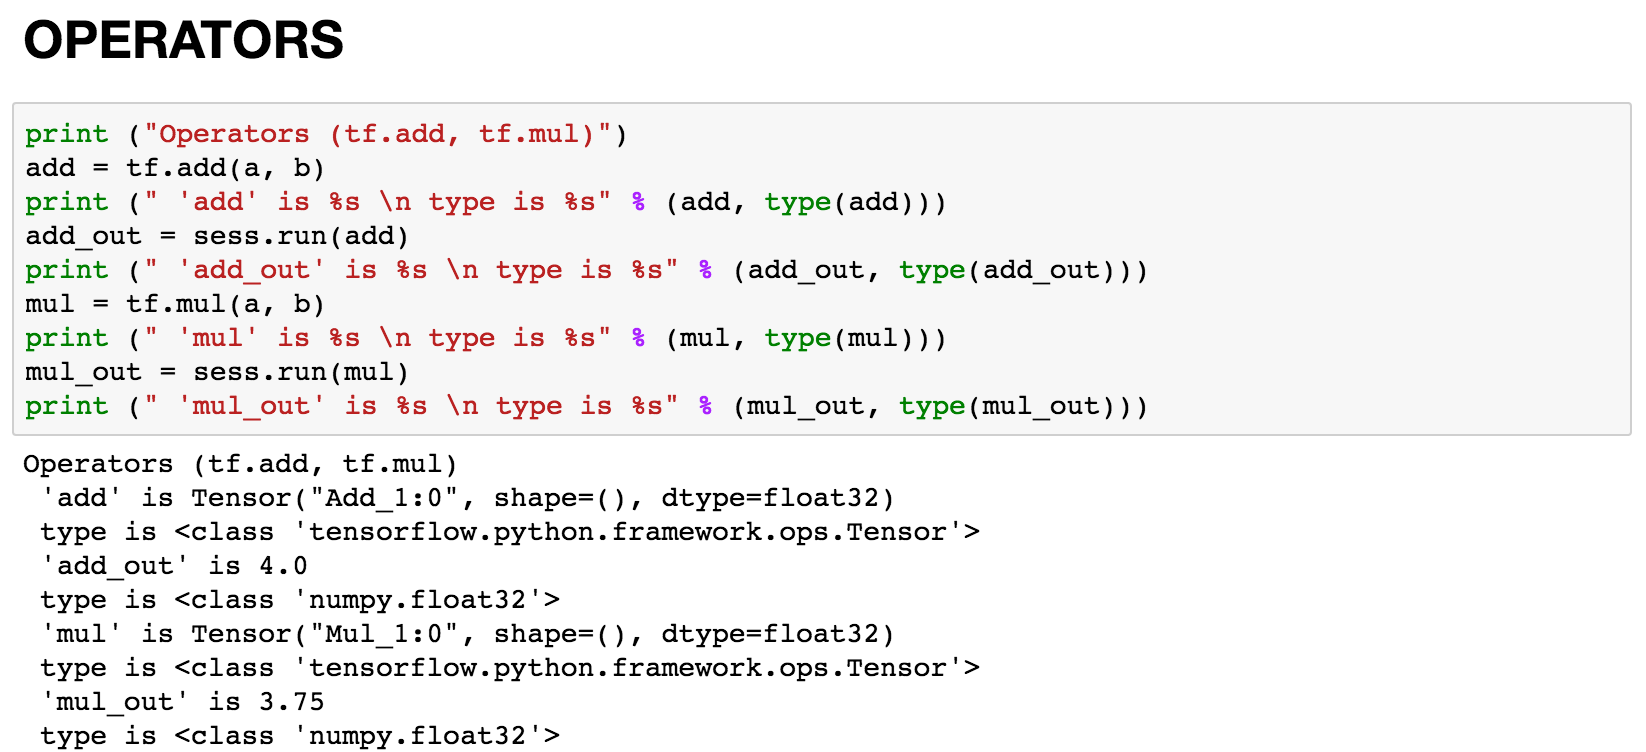 OPERATORS
print ("Operators (tf.add, tf.mul)")
add = tf.add(a, b)
print (" 'add' is %s \n type is %s" % (add, type(add)))
add_out = sess.run(add)
print (" 'add_out' is %s \n type is %s" % (add_out, type(add_out)))
mul = tf.mul(a, b)
print (" 'mul' is %s \n type is %s" % (mul, type(mul)))
mul_out = sess.run(mul)
print (" 'mul_out' is %s \n type is %s" % (mul_out, type(mul_out)))
Operators (tf.add, tf.mul)
 'add' is Tensor("Add_1:0", shape=(), dtype=float32)
 type is <class 'tensorflow.python.framework.ops.Tensor'>
 'add_out' is 4.0
 type is <class 'numpy.float32'>
 'mul' is Tensor("Mul_1:0", shape=(), dtype=float32)
 type is <class 'tensorflow.python.framework.ops.Tensor'>
 'mul_out' is 3.75
 type is <class 'numpy.float32'>